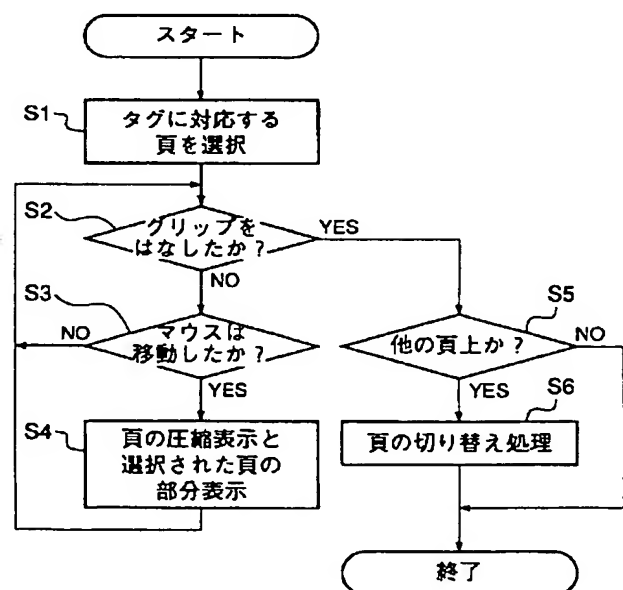 スタート
S1
タグに対応する
頁を選択
S2
グリップを
はなしたか?
YES
NO
S3
マウスは
移動したか?
NO
YES
S4
頁の圧縮表示と
選択された頁の
部分表示
S5
他の頁上か?
NO
YES
S6
頁の切り替え処理
終了